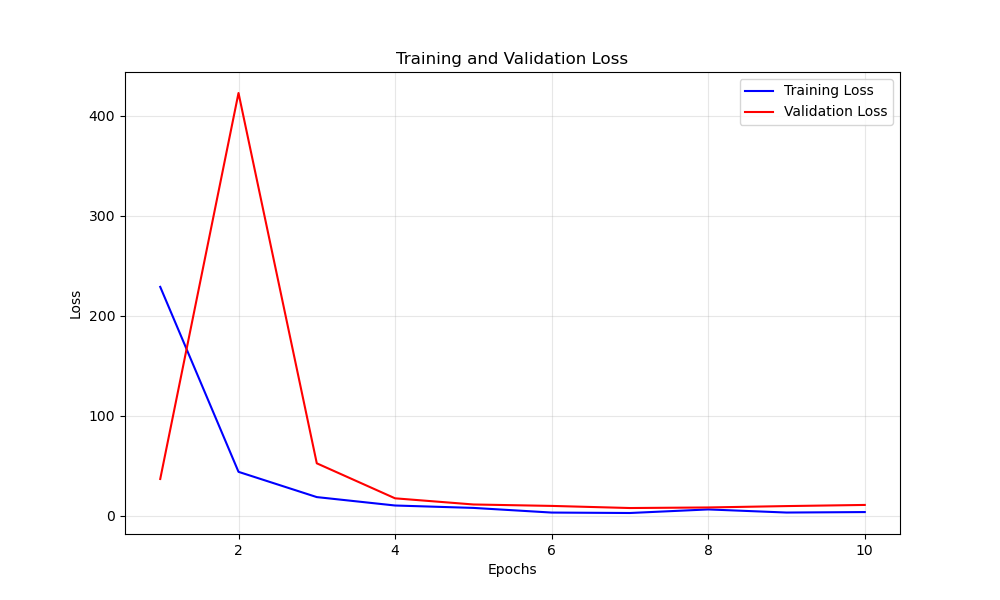 Training and Validation Loss
Training Loss
Validation Loss
400
300
200
100
0
Loss
2
4
6
8
10
Epochs